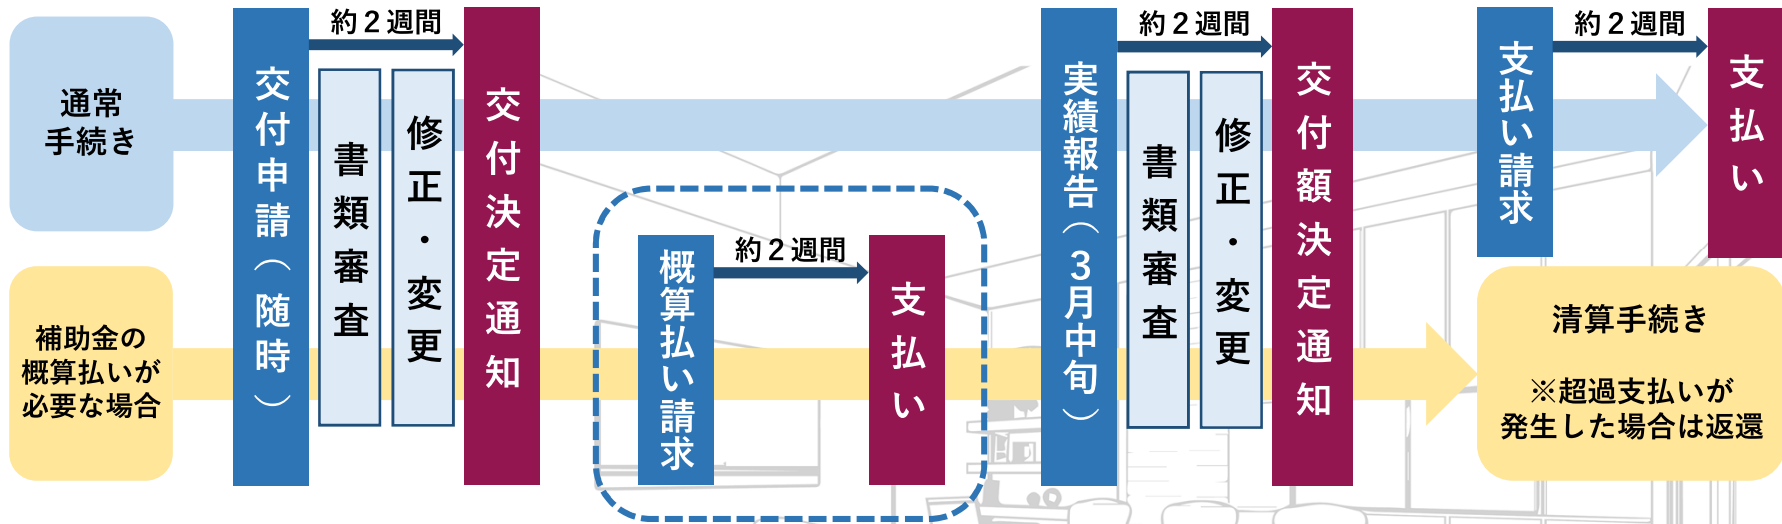 通常
手続き
交付申請（随時）
約２週間
書類審査
修正・変更
交付決定通知
補助金の
概算払いが
必要な場合
概算払い請求
約２週間
支払い
実績報告（３月中旬）
約２週間
書類審査
修正・変更
交付額決定通知
支払い請求
約２週間
支払い
清算手続き
※超過支払いが
発生した場合は返還